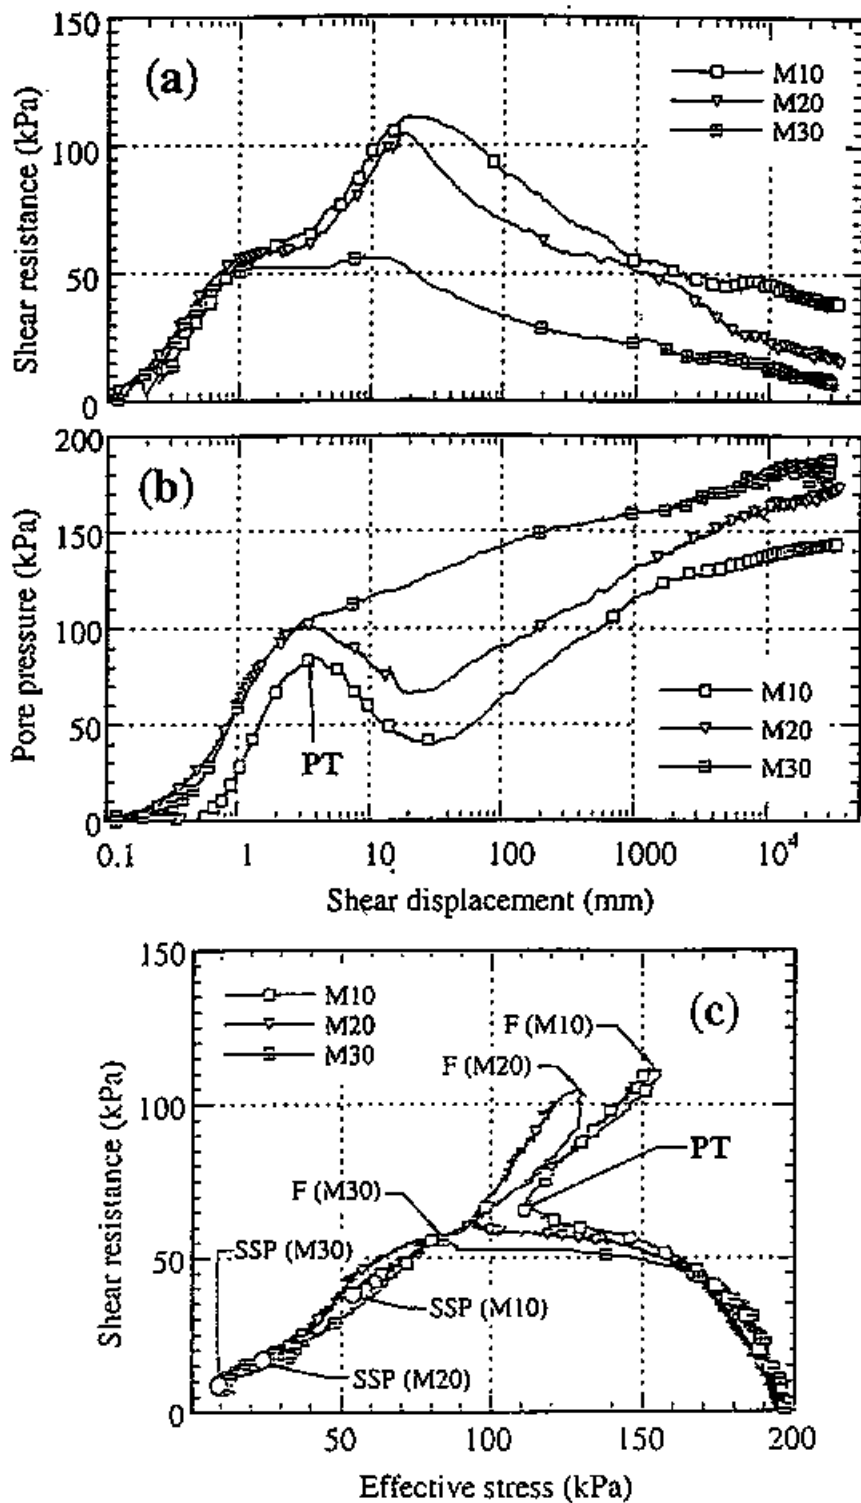 150
(a)
M10
M20
M30
100
50
0
Shear resistance (kPa)
200
(b)
150
100
50
0
PT
M10
M20
M30
Pore pressure (kPa)
0.1 1 10 100 1000 10⁴
Shear displacement (mm)
150
M10
M20
M30
(c)
F (M10)
F (M20)
100
PT
F (M30)
SSP (M30)
50
SSP (M10)
SSP (M20)
0
Shear resistance (kPa)
50 100 150 200
Effective stress (kPa)